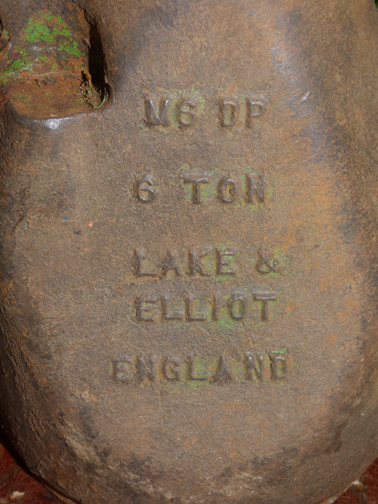 M6 DP
6 TON
LAKE &
ELLIOT
ENGLAND